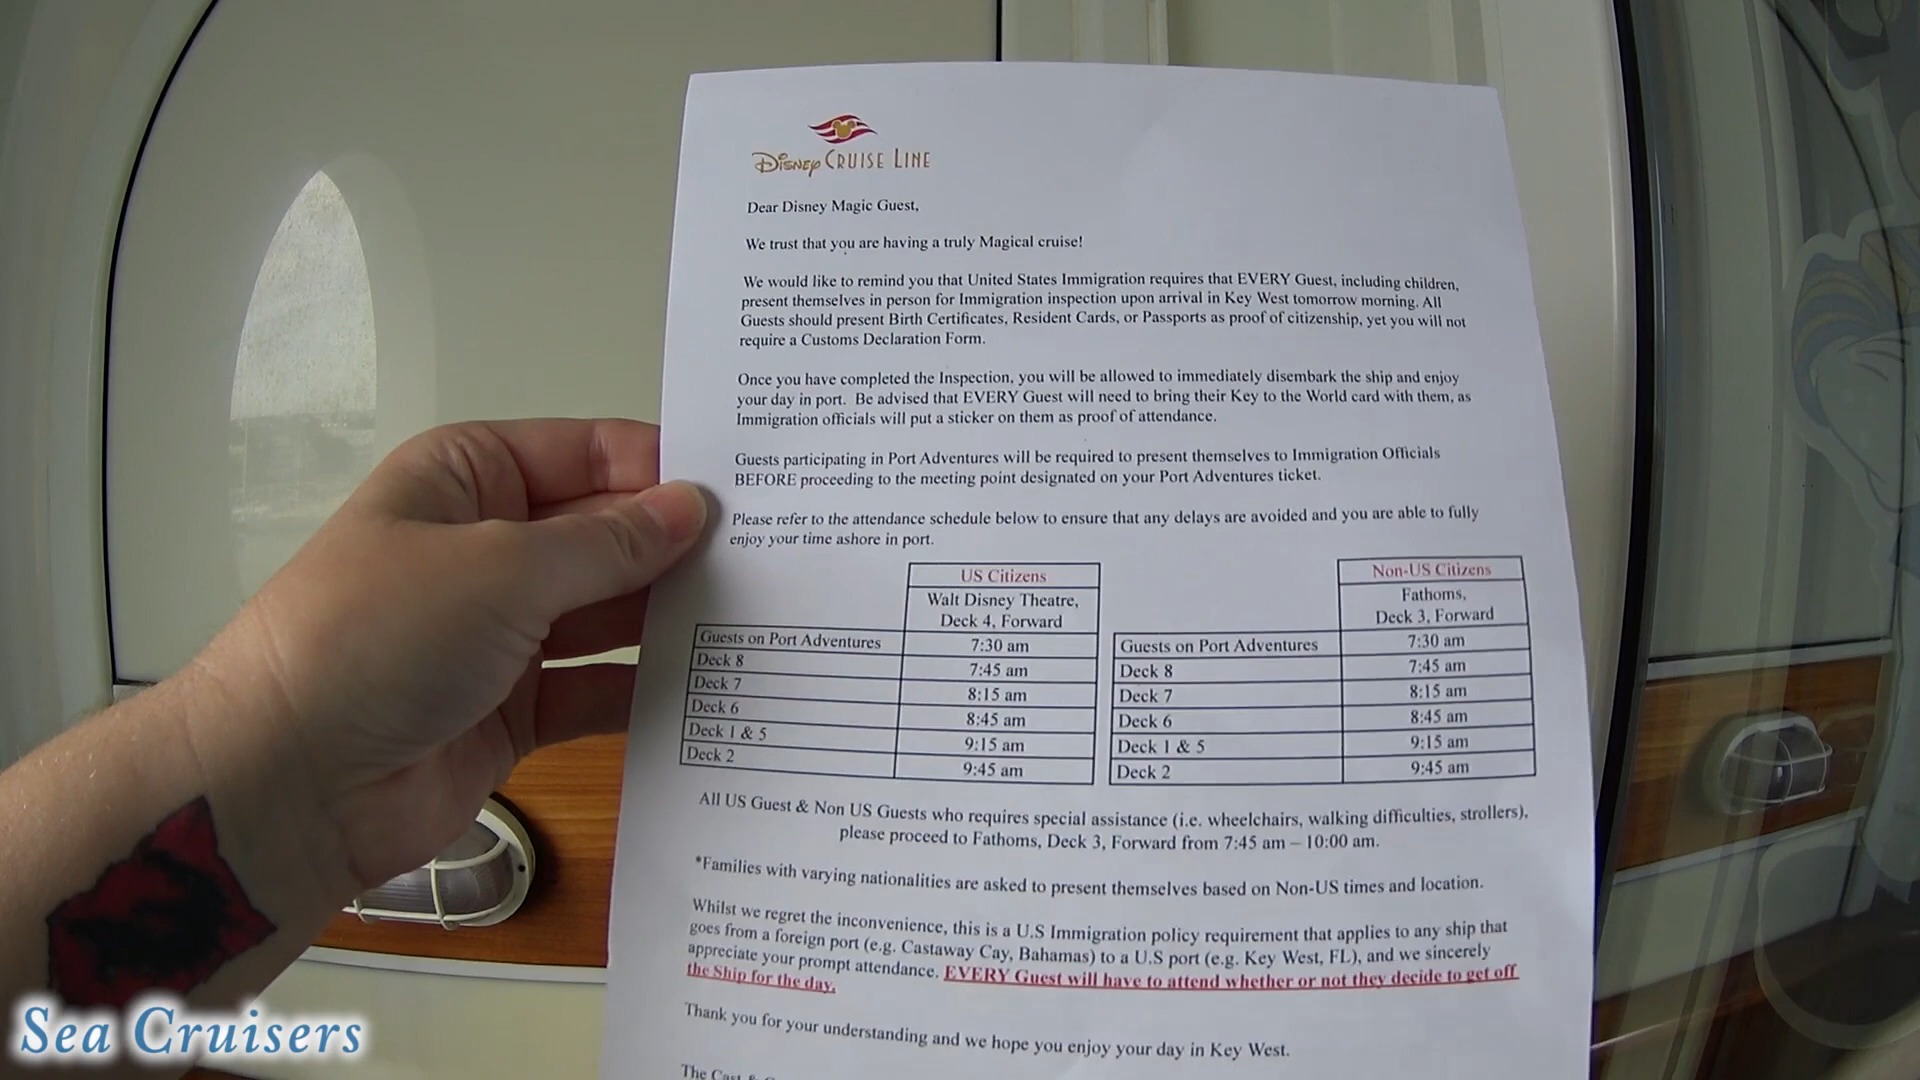 Disney Cruise Line
Dear Disney Magic Guest,
We trust that you are having a truly Magical cruise!
We would like to remind you that United States Immigration requires that EVERY Guest, including children,
present themselves in person for Immigration inspection upon arrival in Key West tomorrow morning. All
Guests should present Birth Certificates, Resident Cards, or Passports as proof of citizenship, yet you will not
require a Customs Declaration Form.
Once you have completed the Inspection, you will be allowed to immediately disembark the ship and enjoy
your day in port. Be advised that EVERY Guest will need to bring their Key to the World card with them, as
Immigration officials will put a sticker on them as proof of attendance.
Guests participating in Port Adventures will be required to present themselves to Immigration Officials
BEFORE proceeding to the meeting point designated on your Port Adventures ticket.
Please refer to the attendance schedule below to ensure that any delays are avoided and you are able to fully
enjoy your time ashore in port.
US Citizens
Walt Disney Theatre,
Deck 4, Forward
Guests on Port Adventures 7:30 am
Deck 8 7:45 am
Deck 7 8:15 am
Deck 6 8:45 am
Deck 1 & 5 9:15 am
Deck 2 9:45 am
Non-US Citizens
Fathoms,
Deck 3, Forward
Guests on Port Adventures 7:30 am
Deck 8 7:45 am
Deck 7 8:15 am
Deck 6 8:45 am
Deck 1 & 5 9:15 am
Deck 2 9:45 am
All US Guest & Non US Guests who requires special assistance (i.e. wheelchairs, walking difficulties, strollers),
please proceed to Fathoms, Deck 3, Forward from 7:45 am – 10:00 am.
*Families with varying nationalities are asked to present themselves based on Non-US times and location.
Whilst we regret the inconvenience, this is a U.S Immigration policy requirement that applies to any ship that
goes from a foreign port (e.g. Castaway Cay, Bahamas) to a U.S port (e.g. Key West, FL), and we sincerely
appreciate your prompt attendance. EVERY Guest will have to attend whether or not they decide to get off
the Ship for the day.
Thank you for your understanding and we hope you enjoy your day in Key West.
The Cast &
Sea Cruisers